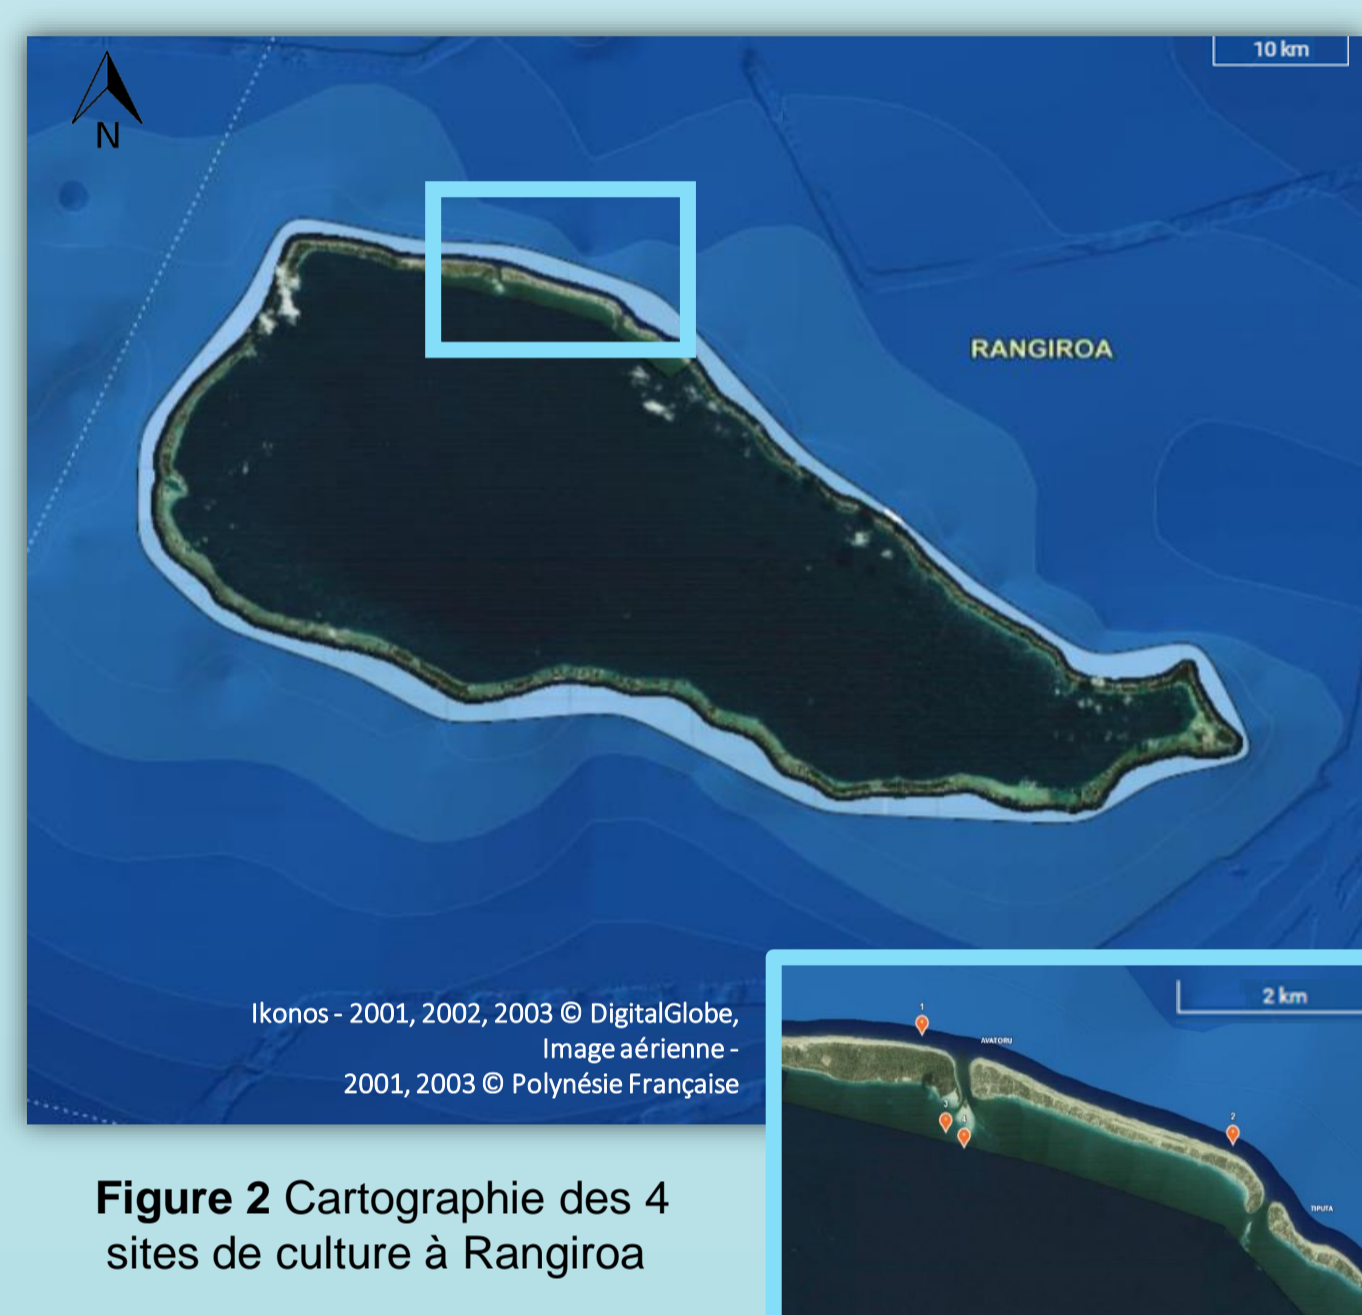 10 km
N
RANGIROA
Ikonos - 2001, 2002, 2003 © DigitalGlobe,
Image aérienne -
2001, 2003 © Polynésie Française
2 km
1
AVATORU
3
4
2
TIPUTA
Figure 2 Cartographie des 4
sites de culture à Rangiroa